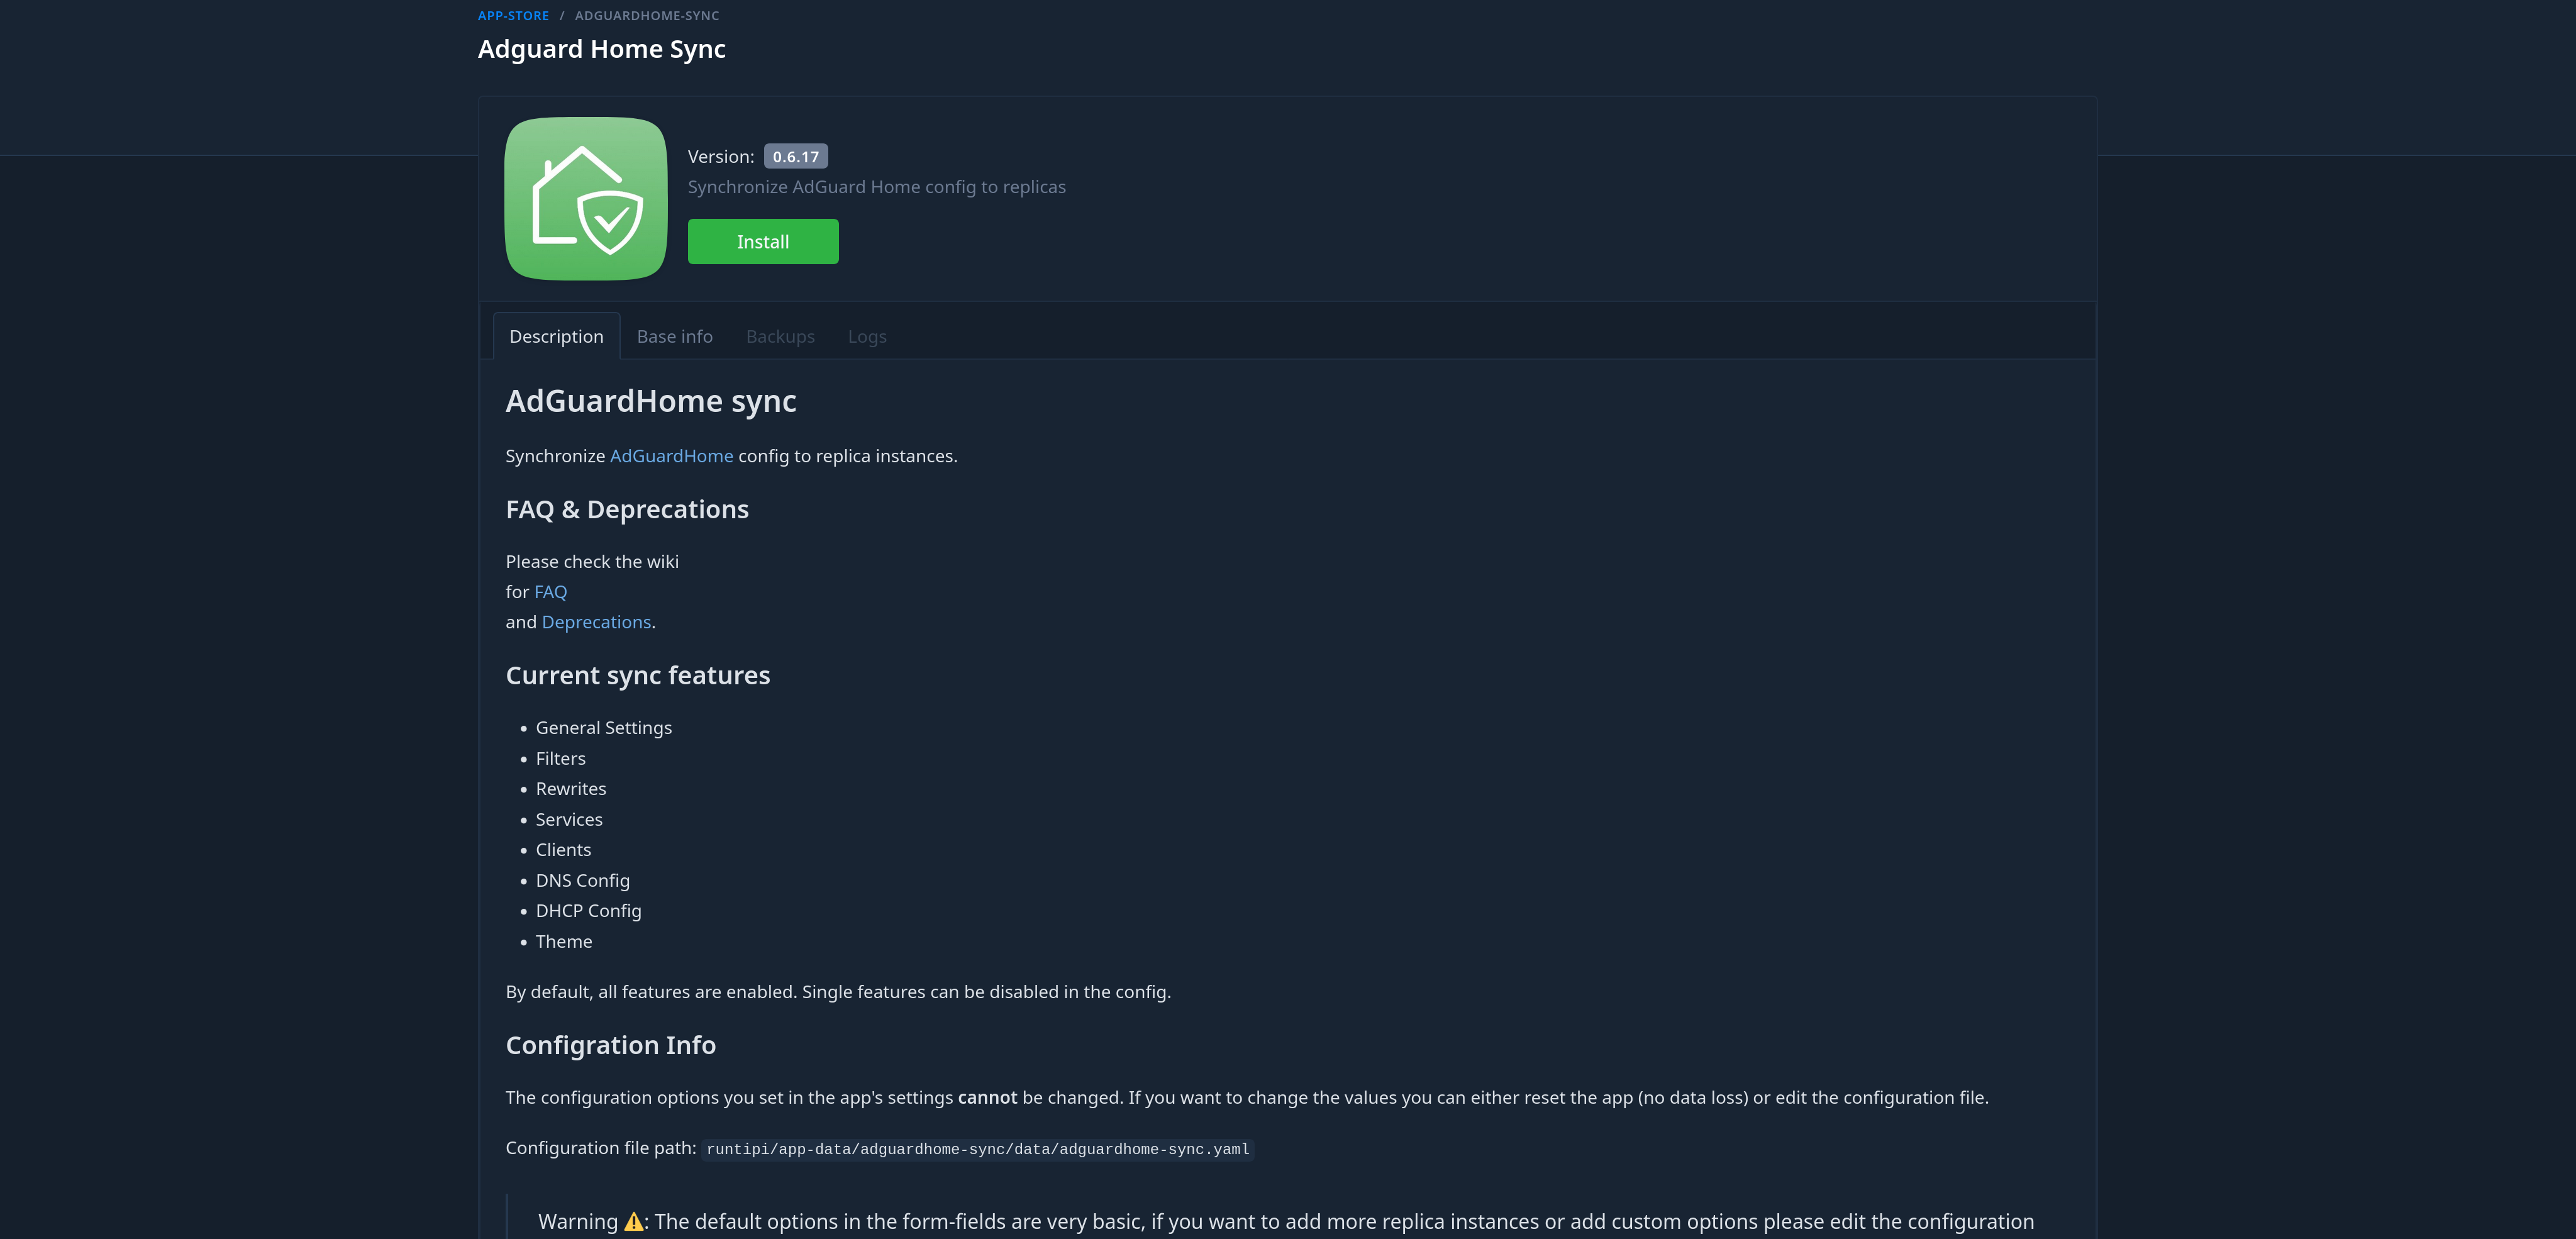 APP-STORE / ADGUARDHOME-SYNC
Adguard Home Sync
Version: 0.6.17
Synchronize AdGuard Home config to replicas
Install
Description Base info Backups Logs
AdGuardHome sync
Synchronize AdGuardHome config to replica instances.
FAQ & Deprecations
Please check the wiki
for FAQ
and Deprecations.
Current sync features
• General Settings
• Filters
• Rewrites
• Services
• Clients
• DNS Config
• DHCP Config
• Theme
By default, all features are enabled. Single features can be disabled in the config.
Configration Info
The configuration options you set in the app's settings cannot be changed. If you want to change the values you can either reset the app (no data loss) or edit the configuration file.
Configuration file path: runtipi/app-data/adguardhome-sync/data/adguardhome-sync.yaml
Warning ⚠️: The default options in the form-fields are very basic, if you want to add more replica instances or add custom options please edit the configuration